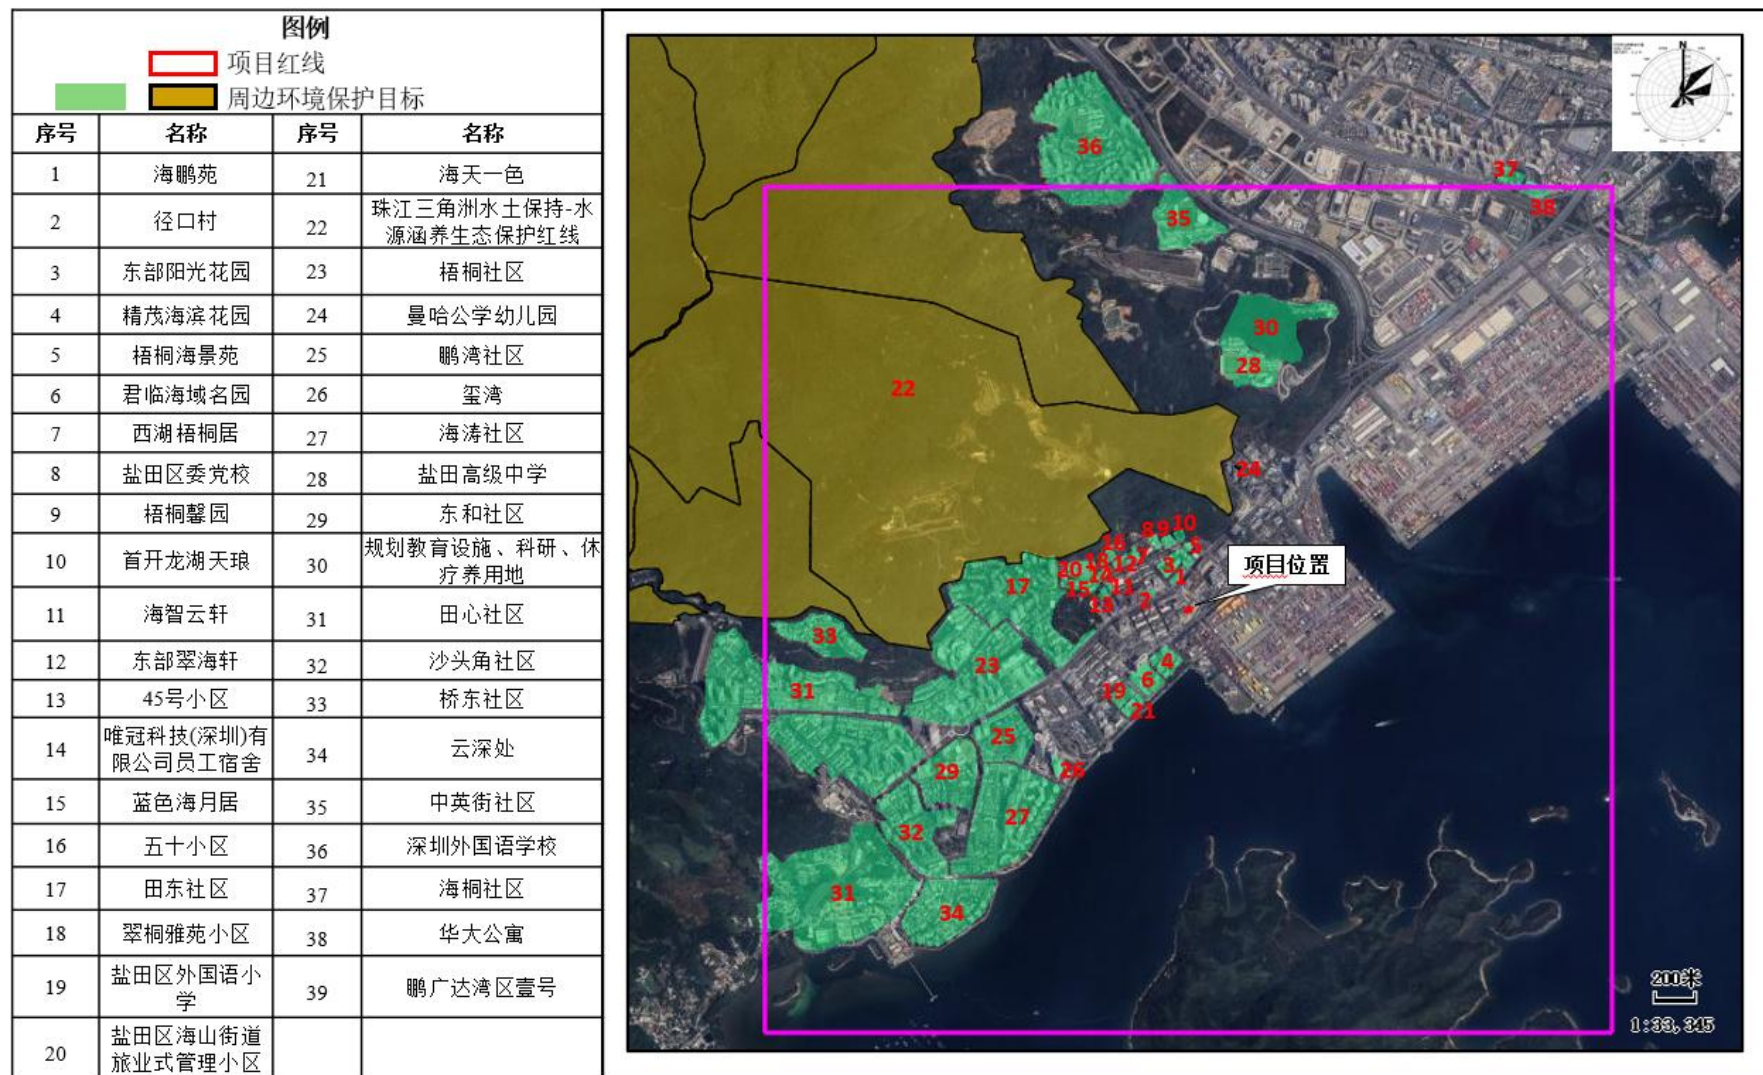 图例
项目红线
周边环境保护目标
序号 名称 序号 名称
1 海鹏苑 21 海天一色
2 径口村 22 珠江三角洲水土保持-水
源涵养生态保护红线
3 东部阳光花园 23 梧桐社区
4 精茂海滨花园 24 曼哈公学幼儿园
5 梧桐海景苑 25 鹏湾社区
6 君临海域名园 26 玺湾
7 西湖梧桐居 27 海涛社区
8 盐田区委党校 28 盐田高级中学
9 梧桐馨园 29 东和社区
10 首开龙湖天琅 30 规划教育设施、科研、休
疗养用地
11 海智云轩 31 田心社区
12 东部翠海轩 32 沙头角社区
13 45号小区 33 桥东社区
14 唯冠科技(深圳)有
限公司员工宿舍 34 云深处
15 蓝色海月居 35 中英街社区
16 五十小区 36 深圳外国语学校
17 田东社区 37 海桐社区
18 翠桐雅苑小区 38 华大公寓
19 盐田区外国语小
学 39 鹏广达湾区壹号
20 盐田区海山街道
旅业式管理小区
N
36
37
38
35
30
28
22
24
8 9 10
16
7
5
18
12
3
20
14
1
17
15
11
13
2
项目位置
33
23
4
6
31
19
21
25
29
26
27
32
31
34
200米
1:33,345